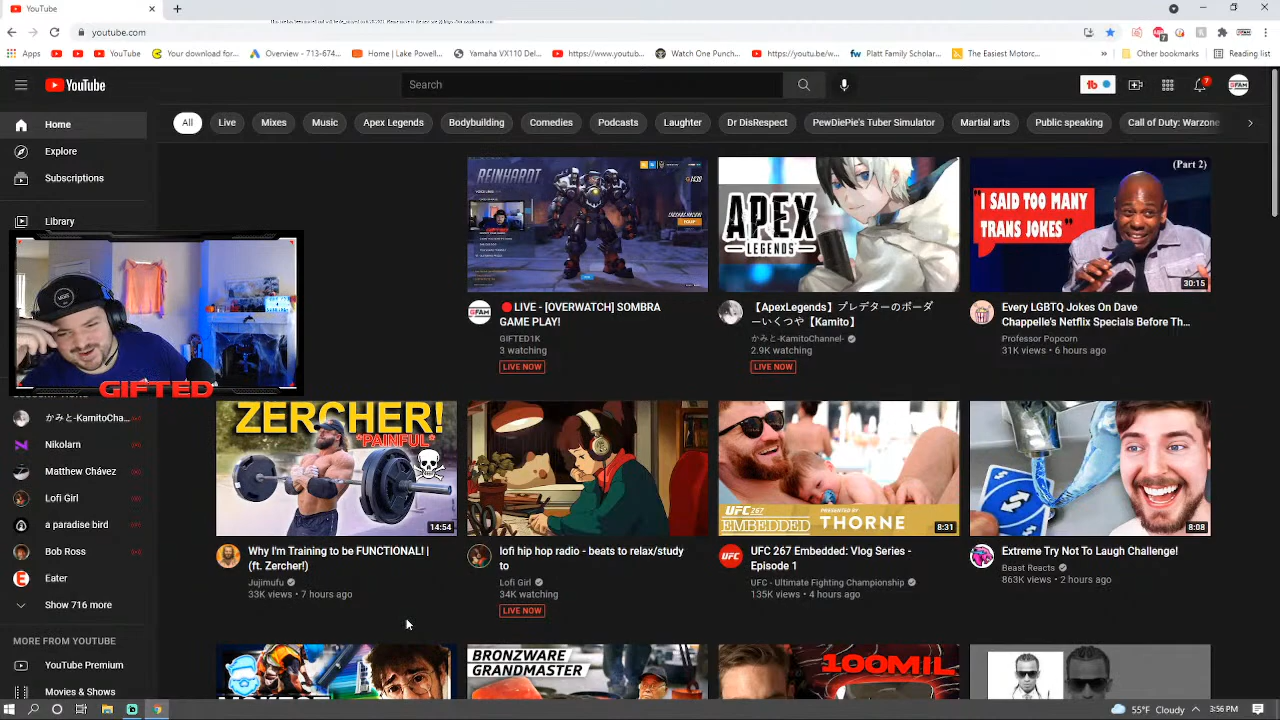 YouTube
youtube.com
Apps
YouTube
Your download for...
Overview - 713-674...
Home | Lake Powell...
Yamaha VX110 Del...
https://www.youtub...
Watch One Punch...
https://youtu.be/w...
fw
Platt Family Scholar...
The Easiest Motorc...
»
Other bookmarks
Reading list
YouTube
Search
tb
7
GFAM
Home
All
Live
Mixes
Music
Apex Legends
Bodybuilding
Comedies
Podcasts
Laughter
Dr DisRespect
PewDiePie's Tuber Simulator
Martial arts
Public speaking
Call of Duty: Warzone
Explore
Subscriptions
Library
REINHARDT
APEX
LEGENDS
(Part 2)
"I SAID TOO MANY
TRANS JOKES"
30:15
GIFTED
GFAM
LIVE - [OVERWATCH] SOMBRA
GAME PLAY!
GIFTED1K
3 watching
LIVE NOW
【ApexLegends】プレデターのボーダ
ーいくつや【Kamito】
かみと-KamitoChannel-
2.9K watching
LIVE NOW
Every LGBTQ Jokes On Dave
Chappelle's Netflix Specials Before Th...
Professor Popcorn
31K views • 6 hours ago
かみと-KamitoCha...
Nikolarn
Matthew Chávez
Lofi Girl
a paradise bird
Bob Ross
Eater
Show 716 more
MORE FROM YOUTUBE
YouTube Premium
Movies & Shows
ZERCHER!
*PAINFUL*
14:54
UFC 267
EMBEDDED
PRESENTED BY
THORNE
8:31
8:08
Why I'm Training to be FUNCTIONAL! |
(ft. Zercher!)
Jujimufu
33K views • 7 hours ago
lofi hip hop radio - beats to relax/study
to
Lofi Girl
34K watching
LIVE NOW
UFC
UFC 267 Embedded: Vlog Series -
Episode 1
UFC - Ultimate Fighting Championship
135K views • 4 hours ago
Extreme Try Not To Laugh Challenge!
Beast Reacts
863K views • 2 hours ago
BRONZWARE
GRANDMASTER
100MIL
55°F Cloudy
3:56 PM